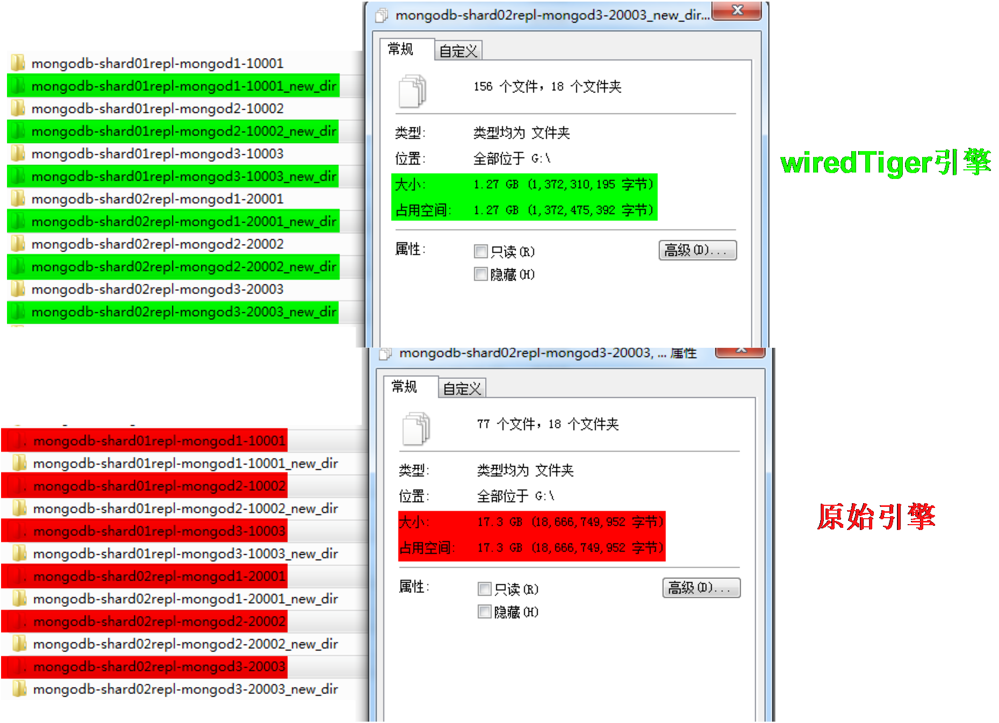 mongodb-shard01repl-mongod1-10001
mongodb-shard01repl-mongod1-10001_new_dir
mongodb-shard01repl-mongod2-10002
mongodb-shard01repl-mongod2-10002_new_dir
mongodb-shard01repl-mongod3-10003
mongodb-shard01repl-mongod3-10003_new_dir
mongodb-shard02repl-mongod1-20001
mongodb-shard02repl-mongod1-20001_new_dir
mongodb-shard02repl-mongod2-20002
mongodb-shard02repl-mongod2-20002_new_dir
mongodb-shard02repl-mongod3-20003
mongodb-shard02repl-mongod3-20003_new_dir
mongodb-shard02repl-mongod3-20003_new_dir...
常规 自定义
156 个文件，18 个文件夹
类型: 类型均为 文件夹
位置: 全部位于 G:\
大小: 1.27 GB (1,372,310,195 字节)
占用空间: 1.27 GB (1,372,475,392 字节)
属性: 只读(R) 高级(D)...
隐藏(H)
wiredTiger引擎
mongodb-shard01repl-mongod1-10001
mongodb-shard01repl-mongod1-10001_new_dir
mongodb-shard01repl-mongod2-10002
mongodb-shard01repl-mongod2-10002_new_dir
mongodb-shard01repl-mongod3-10003
mongodb-shard01repl-mongod3-10003_new_dir
mongodb-shard02repl-mongod1-20001
mongodb-shard02repl-mongod1-20001_new_dir
mongodb-shard02repl-mongod2-20002
mongodb-shard02repl-mongod2-20002_new_dir
mongodb-shard02repl-mongod3-20003
mongodb-shard02repl-mongod3-20003_new_dir
mongodb-shard02repl-mongod3-20003, ... 属性
常规 自定义
77 个文件，18 个文件夹
类型: 类型均为 文件夹
位置: 全部位于 G:\
大小: 17.3 GB (18,666,749,952 字节)
占用空间: 17.3 GB (18,666,749,952 字节)
属性: 只读(R) 高级(D)...
隐藏(H)
原始引擎